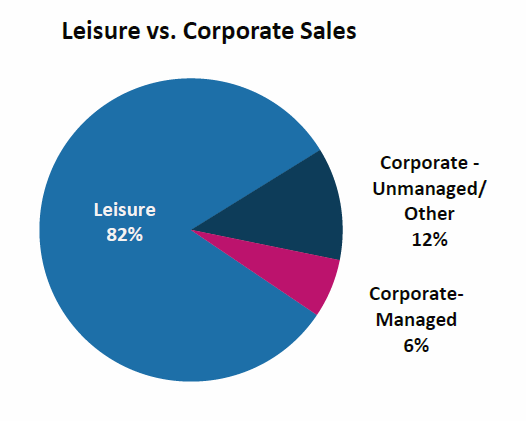 Leisure vs. Corporate Sales
Leisure
82%
Corporate -
Unmanaged/
Other
12%
Corporate-
Managed
6%